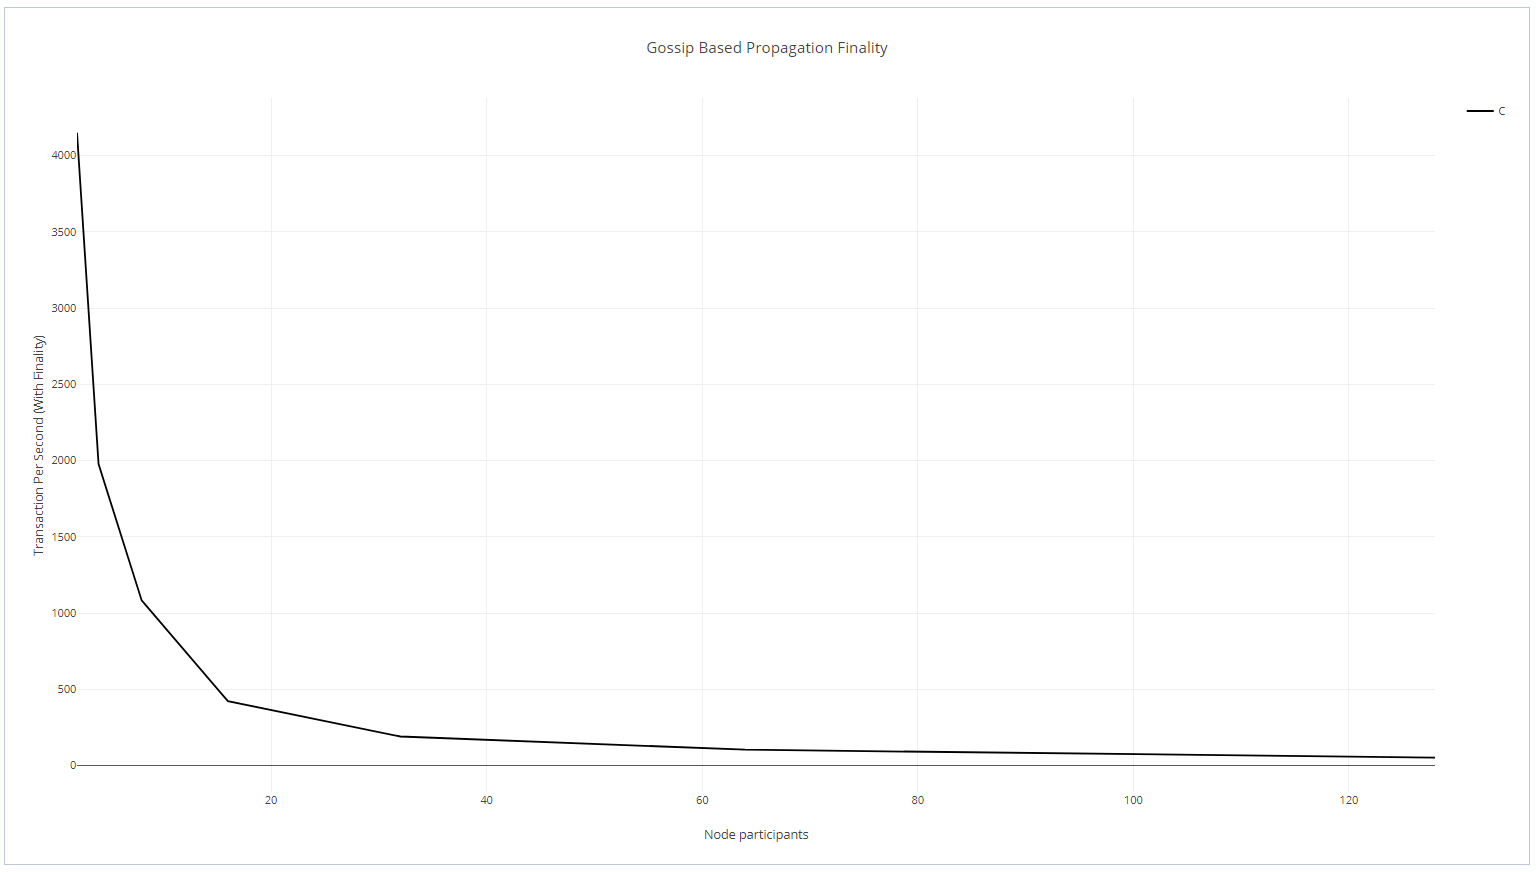 Gossip Based Propagation Finality
C
Transaction Per Second (With Finality)
4000
3500
3000
2500
2000
1500
1000
500
0
20 40 60 80 100 120
Node participants